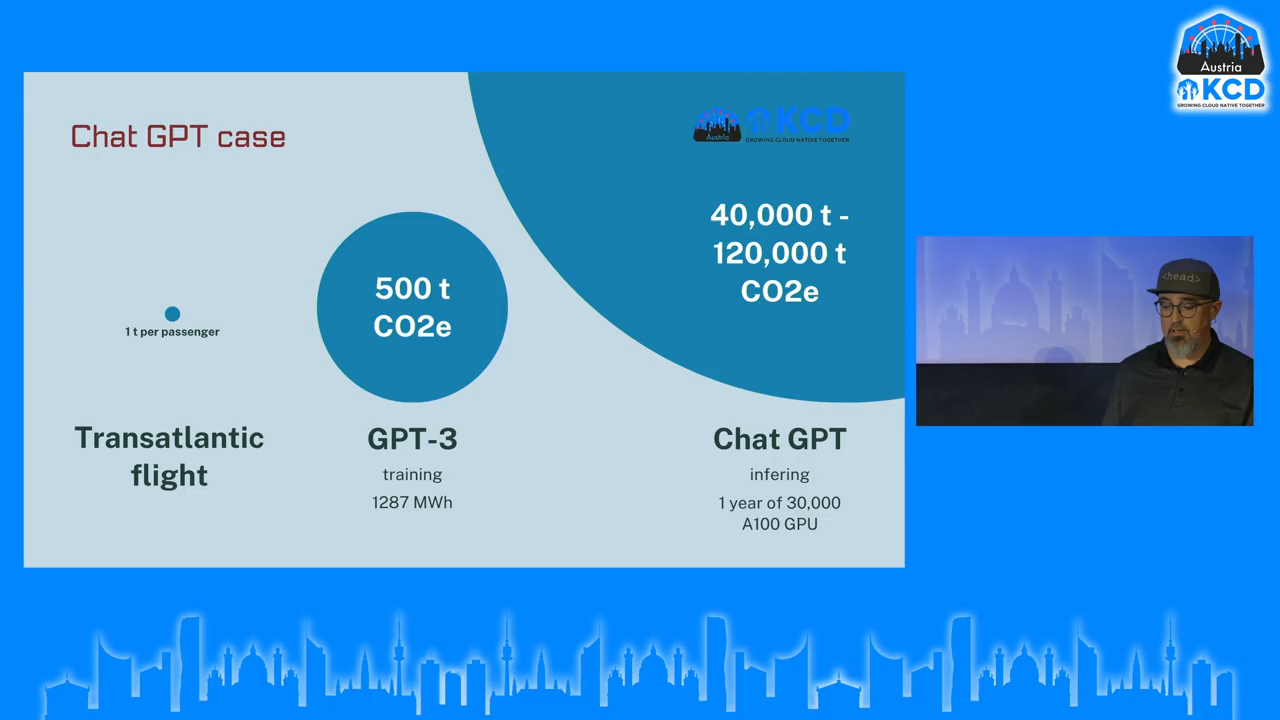 Austria
KCD
GROWING CLOUD NATIVE TOGETHER
Chat GPT case
Austria
KCD
GROWING CLOUD NATIVE TOGETHER
1 t per passenger
500 t
CO2e
40,000 t -
120,000 t
CO2e
Transatlantic
flight
GPT-3
training
1287 MWh
Chat GPT
infering
1 year of 30,000
A100 GPU
<head>